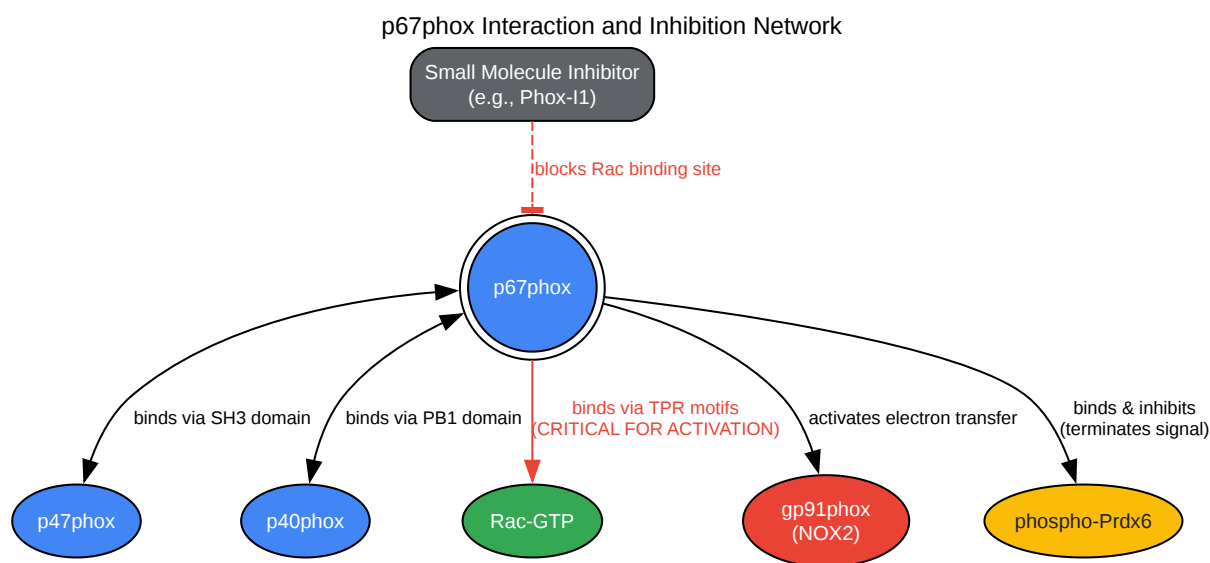 p67phox Interaction and Inhibition Network
Small Molecule Inhibitor
(e.g., Phox-I1)
blocks Rac binding site
p67phox
binds via SH3 domain
binds via PB1 domain
binds via TPR motifs
(CRITICAL FOR ACTIVATION)
activates electron transfer
binds & inhibits
(terminates signal)
p47phox
p40phox
Rac-GTP
gp91phox
(NOX2)
phospho-Prdx6